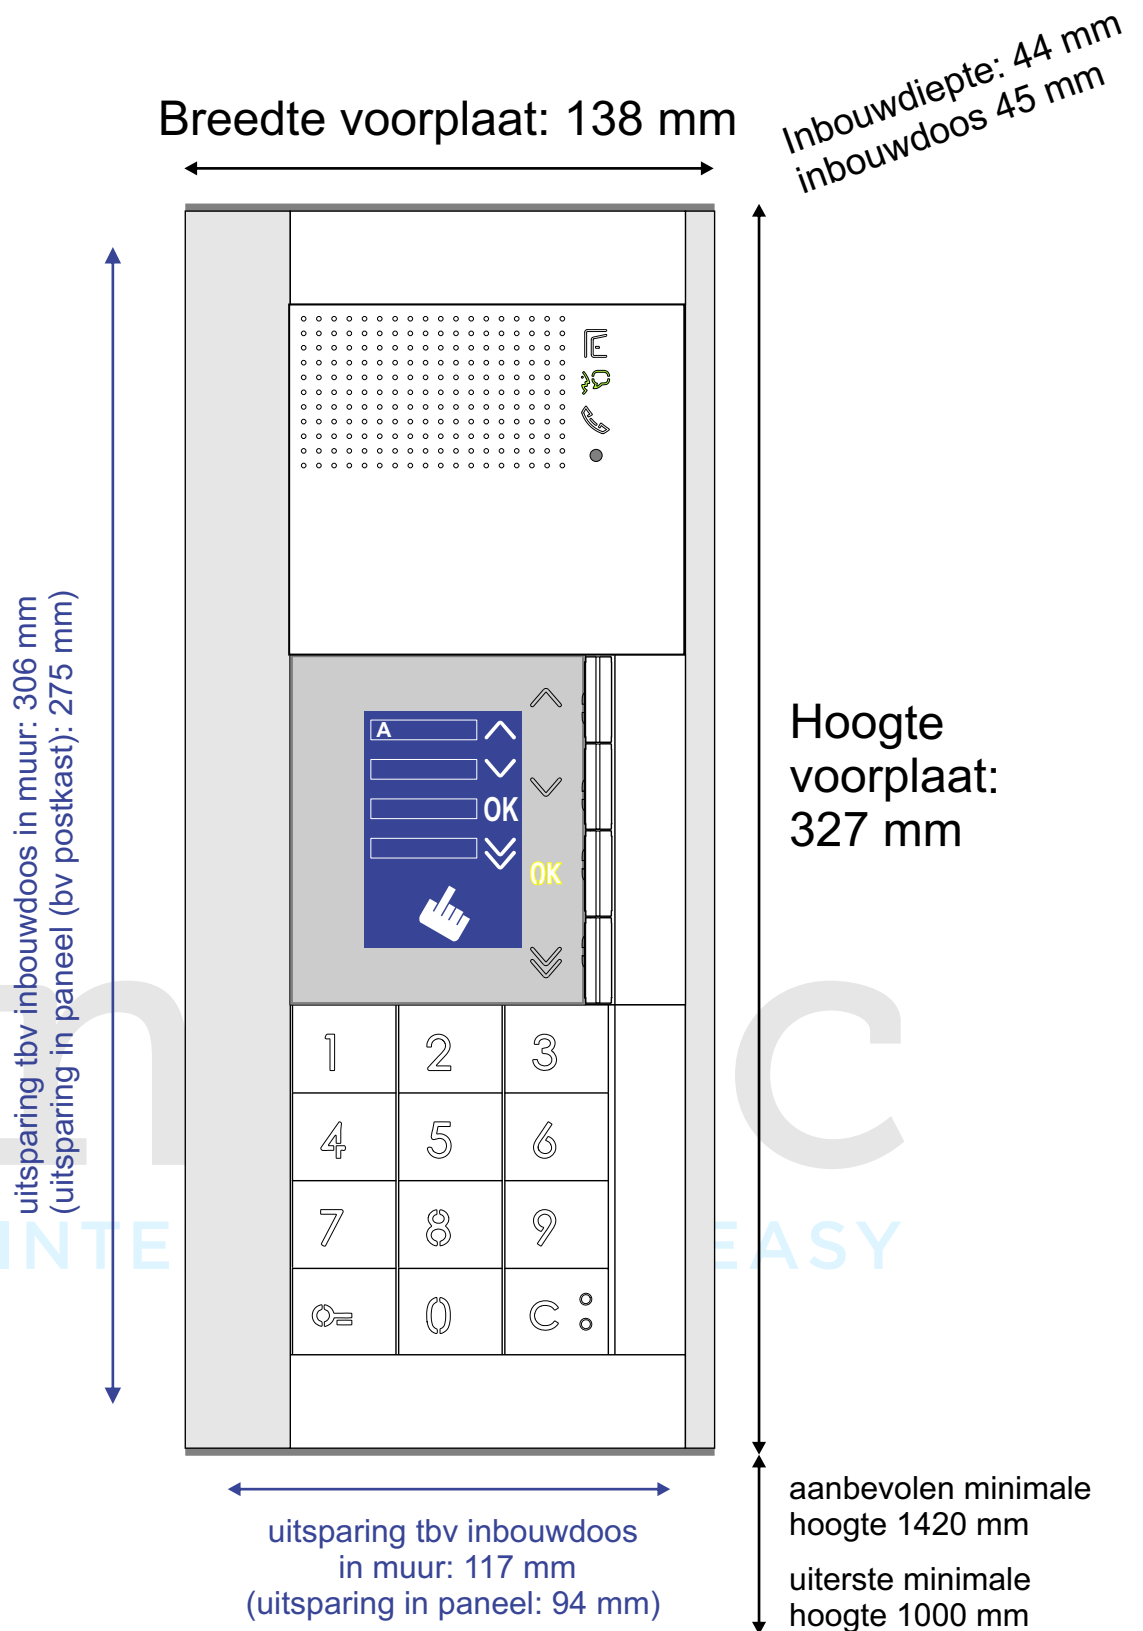 Inbouwdiepte: 44 mm
inbouwdoos 45 mm
Breedte voorplaat: 138 mm
uitsparing tbv inbouwdoos in muur: 306 mm
(uitsparing in paneel (bv postkast): 275 mm)
A
OK
OK
Hoogte
voorplaat:
327 mm
1 2 3
4 5 6
7 8 9
0 C
INTE EASY
uitsparing tbv inbouwdoos
in muur: 117 mm
(uitsparing in paneel: 94 mm)
aanbevolen minimale
hoogte 1420 mm
uiterste minimale
hoogte 1000 mm